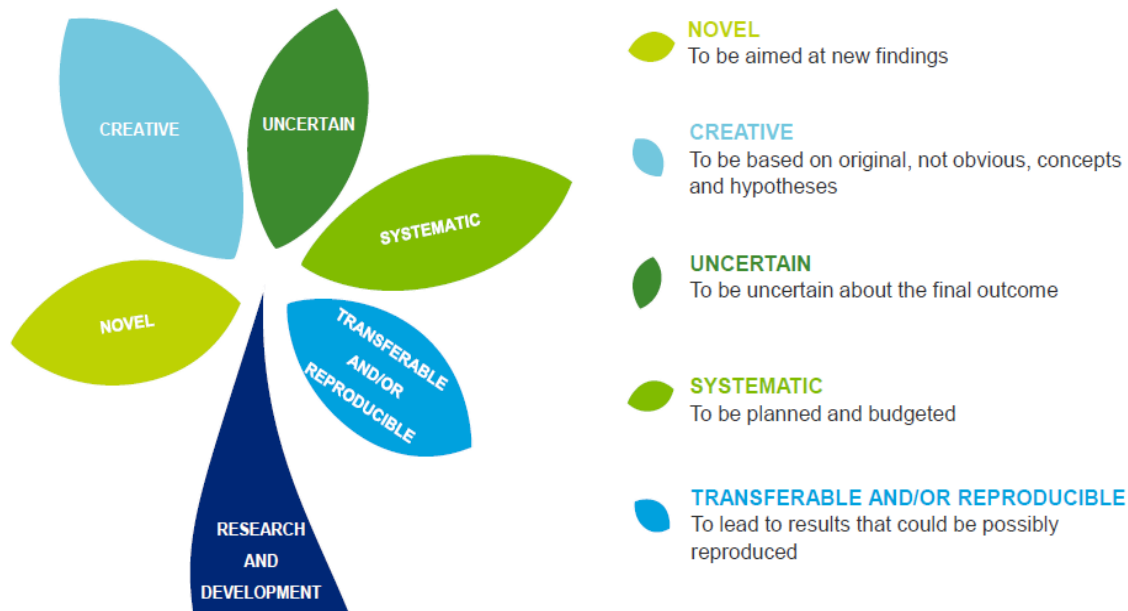 CREATIVE
UNCERTAIN
SYSTEMATIC
NOVEL
TRANSFERABLE
AND/OR
REPRODUCIBLE
RESEARCH
AND
DEVELOPMENT
NOVEL
To be aimed at new findings
CREATIVE
To be based on original, not obvious, concepts
and hypotheses
UNCERTAIN
To be uncertain about the final outcome
SYSTEMATIC
To be planned and budgeted
TRANSFERABLE AND/OR REPRODUCIBLE
To lead to results that could be possibly
reproduced